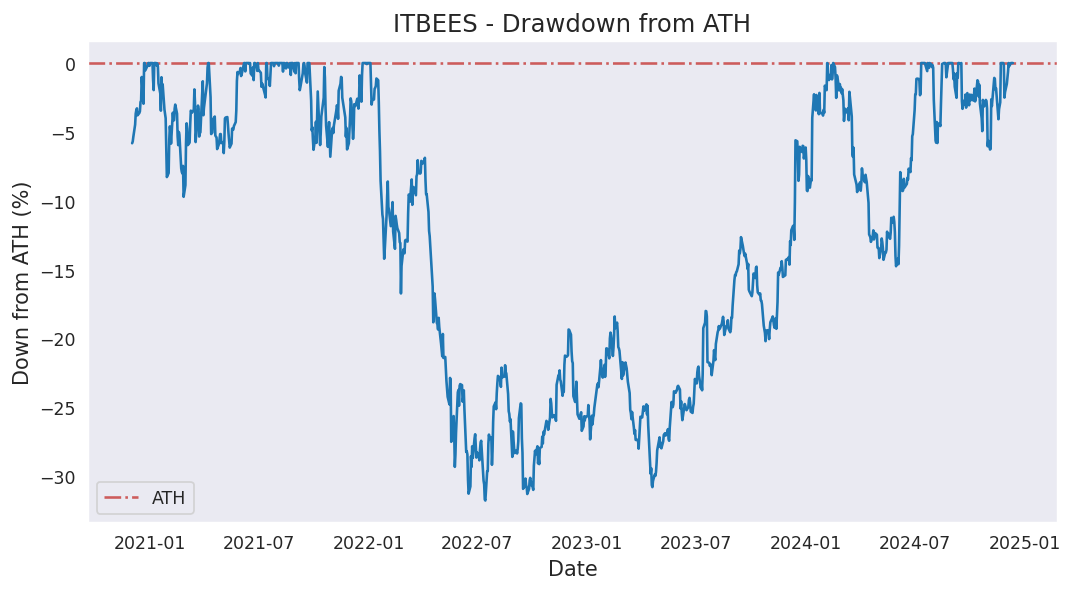 ITBEES - Drawdown from ATH
Down from ATH (%)
0
−5
−10
−15
−20
−25
−30
ATH
2021-01 2021-07 2022-01 2022-07 2023-01 2023-07 2024-01 2024-07 2025-01
Date